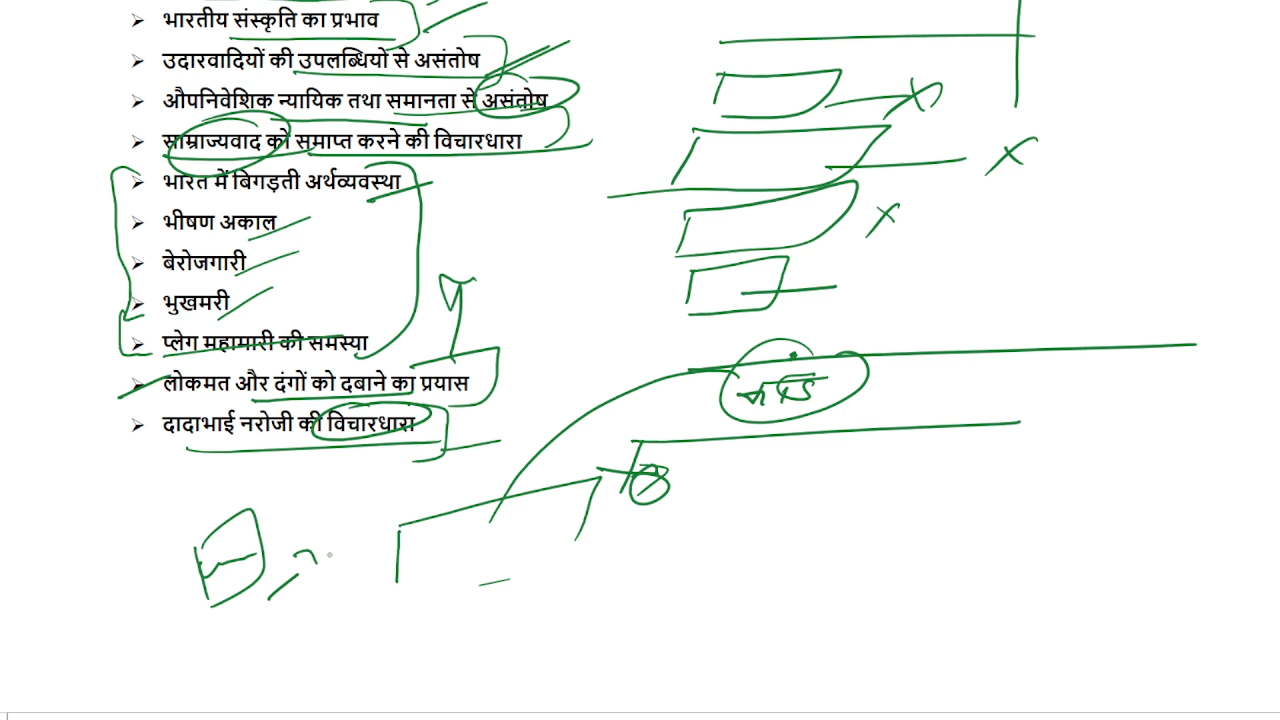 ➢ भारतीय संस्कृति का प्रभाव
➢ उदारवादियों की उपलब्धियों से असंतोष
➢ औपनिवेशिक न्यायिक तथा समानता से असंतोष
➢ साम्राज्यवाद को समाप्त करने की विचारधारा
➢ भारत में बिगड़ती अर्थव्यवस्था
➢ भीषण अकाल
➢ बेरोजगारी
➢ भुखमरी
➢ प्लेग महामारी की समस्या
➢ लोकमत और दंगों को दबाने का प्रयास
➢ दादाभाई नरोजी की विचारधारा